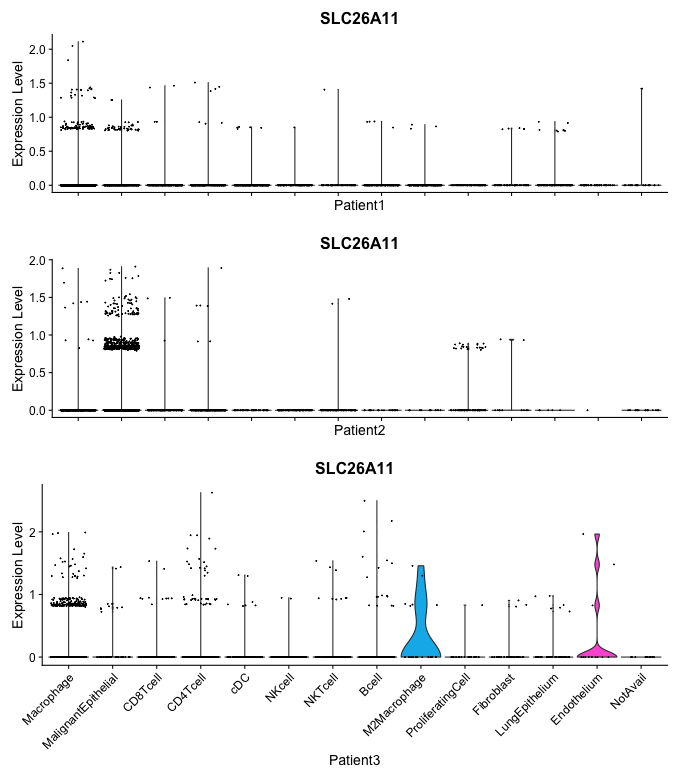 SLC26A11
Expression Level
2.0
1.5
1.0
0.5
0.0
Patient1
SLC26A11
Expression Level
2.0
1.5
1.0
0.5
0.0
Patient2
SLC26A11
Expression Level
2
1
0
Macrophage
MalignantEpithelial
CD8Tcell
CD4Tcell
cDC
NKcell
NKTcell
Bcell
M2Macrophage
ProliferatingCell
Fibroblast
LungEpithelium
Endothelium
NotAvail
Patient3